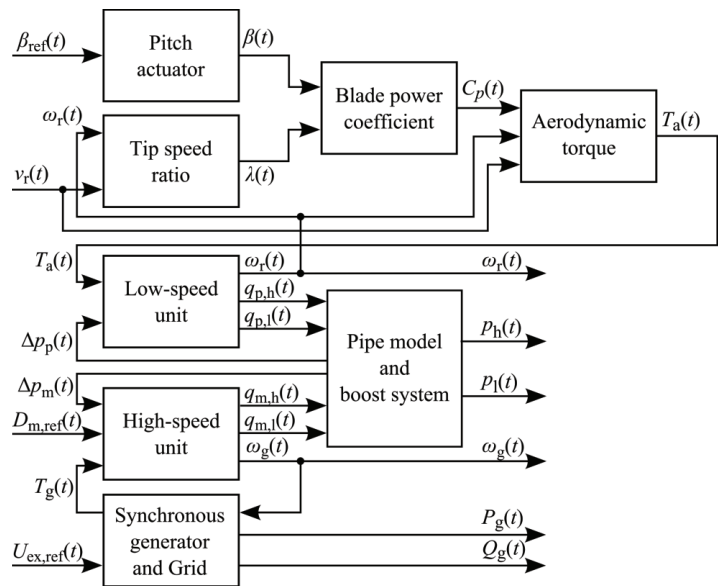 β_ref(t)
Pitch
actuator
β(t)
ω_r(t)
v_r(t)
Tip speed
ratio
λ(t)
Blade power
coefficient
C_p(t)
Aerodynamic
torque
T_a(t)
T_a(t)
Low-speed
unit
ω_r(t)
q_p,h(t)
q_p,l(t)
ω_r(t)
Δp_p(t)
Pipe model
and
boost system
p_h(t)
p_l(t)
Δp_m(t)
D_m,ref(t)
High-speed
unit
q_m,h(t)
q_m,l(t)
ω_g(t)
ω_g(t)
T_g(t)
U_ex,ref(t)
Synchronous
generator
and Grid
P_g(t)
Q_g(t)